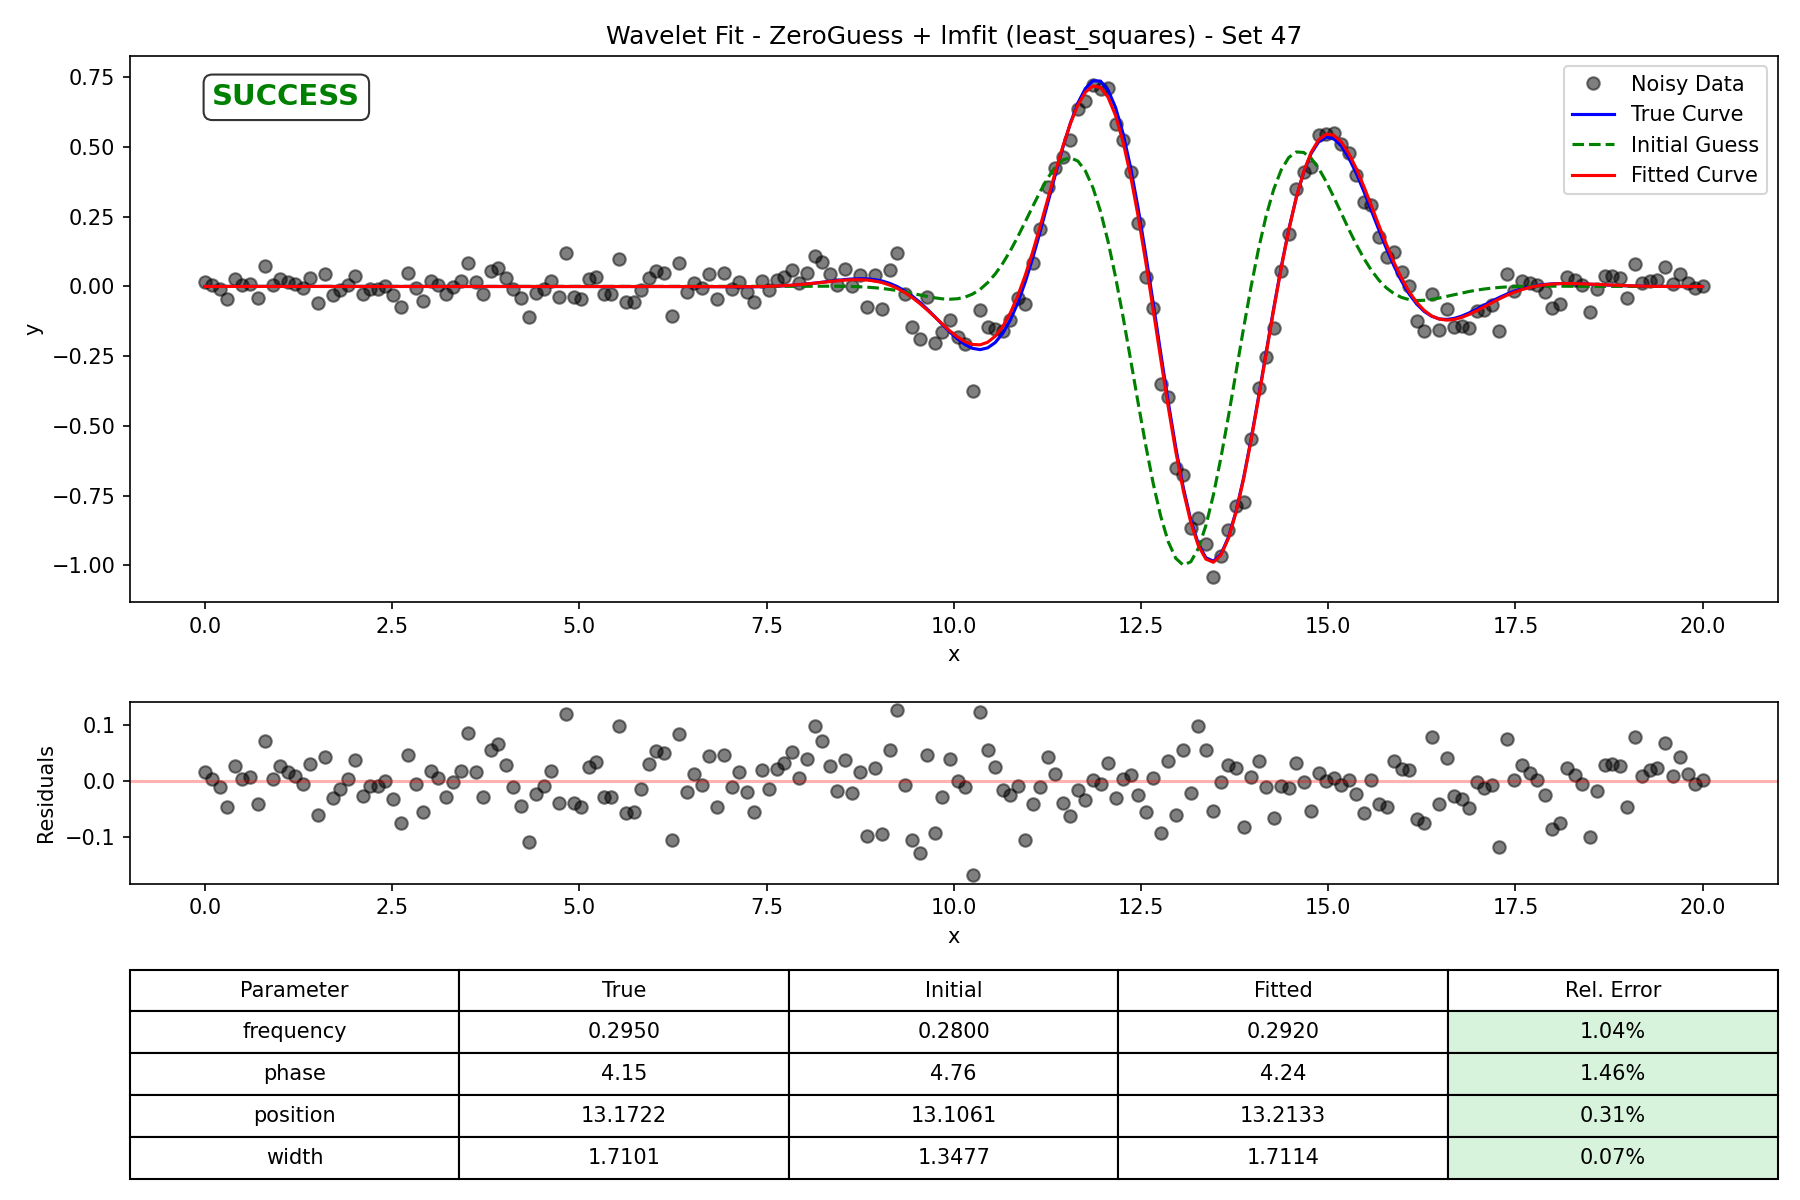 Wavelet Fit - ZeroGuess + lmfit (least_squares) - Set 47
SUCCESS
Noisy Data
True Curve
Initial Guess
Fitted Curve
0.75
0.50
0.25
0.00
−0.25
−0.50
−0.75
−1.00
y
0.0 2.5 5.0 7.5 10.0 12.5 15.0 17.5 20.0
x
0.1
0.0
−0.1
Residuals
0.0 2.5 5.0 7.5 10.0 12.5 15.0 17.5 20.0
x
Parameter True Initial Fitted Rel. Error
frequency 0.2950 0.2800 0.2920 1.04%
phase 4.15 4.76 4.24 1.46%
position 13.1722 13.1061 13.2133 0.31%
width 1.7101 1.3477 1.7114 0.07%